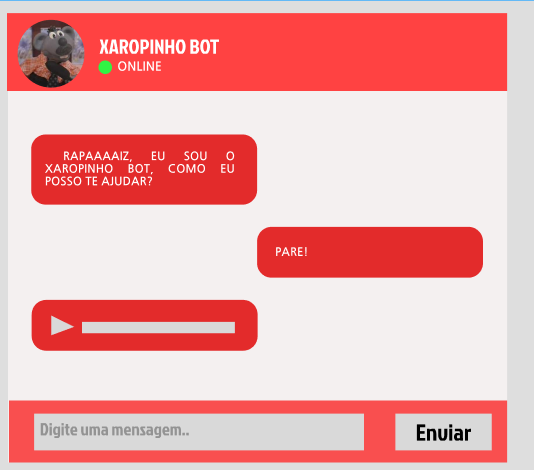 XAROPINHO BOT
ONLINE
RAPAAAAIZ, EU SOU O
XAROPINHO BOT, COMO EU
POSSO TE AJUDAR?
PARE!
Digite uma mensagem..
Enviar